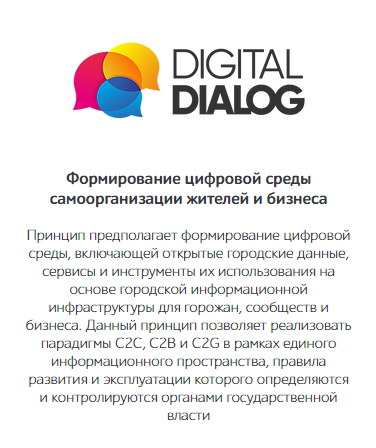 DIGITAL
DIALOG
Формирование цифровой среды
самоорганизации жителей и бизнеса
Принцип предполагает формирование цифровой
среды, включающей открытые городские данные,
сервисы и инструменты их использования на
основе городской информационной
инфраструктуры для горожан, сообществ и
бизнеса. Данный принцип позволяет реализовать
парадигмы C2C, C2B и C2G в рамках единого
информационного пространства, правила
развития и эксплуатации которого определяются
и контролируются органами государственной
власти